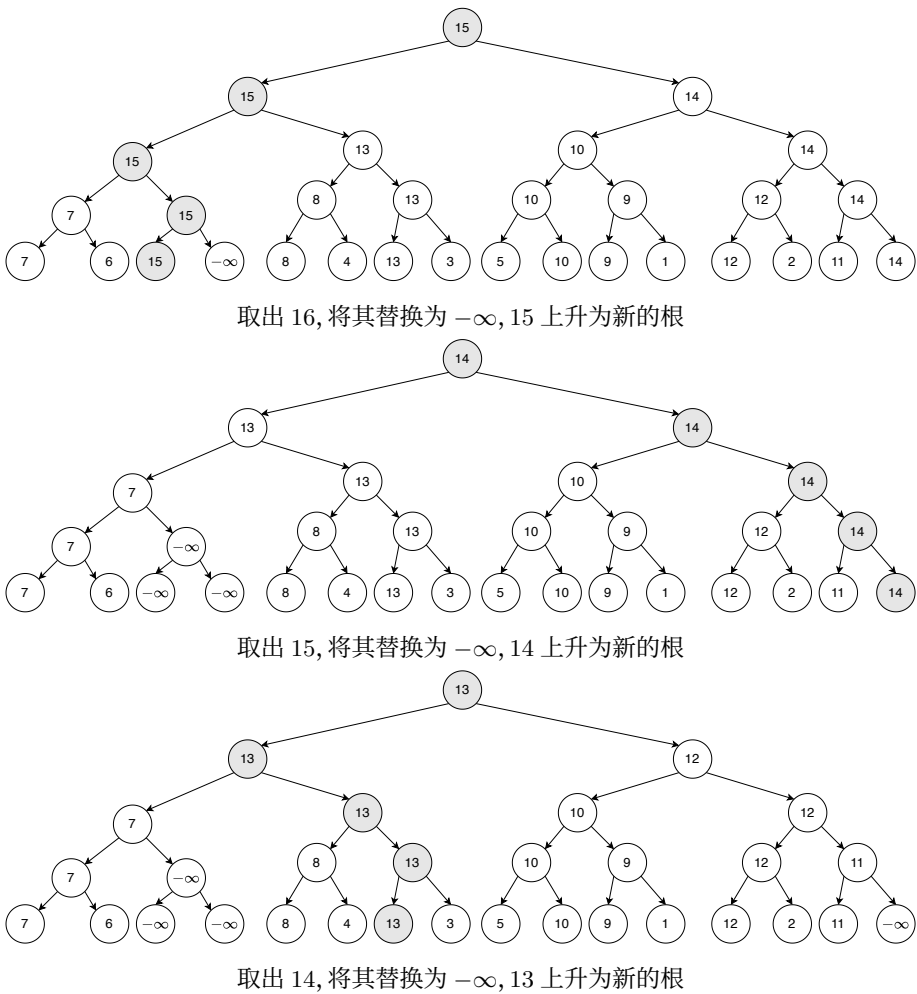 15
15 14
15 13 10 14
7 15 8 13 10 9 12 14
7 6 15 −∞ 8 4 13 3 5 10 9 1 12 2 11 14
取出 16, 将其替换为 −∞, 15 上升为新的根
14
13 14
7 13 10 14
7 −∞ 8 13 10 9 12 14
7 6 −∞ −∞ 8 4 13 3 5 10 9 1 12 2 11 14
取出 15, 将其替换为 −∞, 14 上升为新的根
13
13 12
7 13 10 12
7 −∞ 8 13 10 9 12 11
7 6 −∞ −∞ 8 4 13 3 5 10 9 1 12 2 11 −∞
取出 14, 将其替换为 −∞, 13 上升为新的根